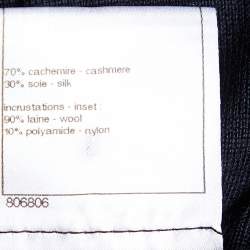 70% cachemire - cashmere
30% soie - silk
incrustations - inset :
90% laine - wool
10% polyamide - nylon
806806